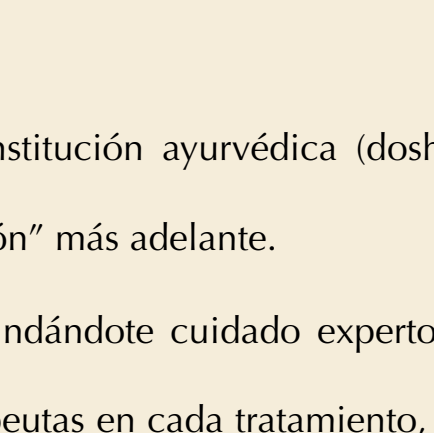 nstitución ayurvédica (dosh
ón” más adelante.
ndándote cuidado experto
peutas en cada tratamiento,